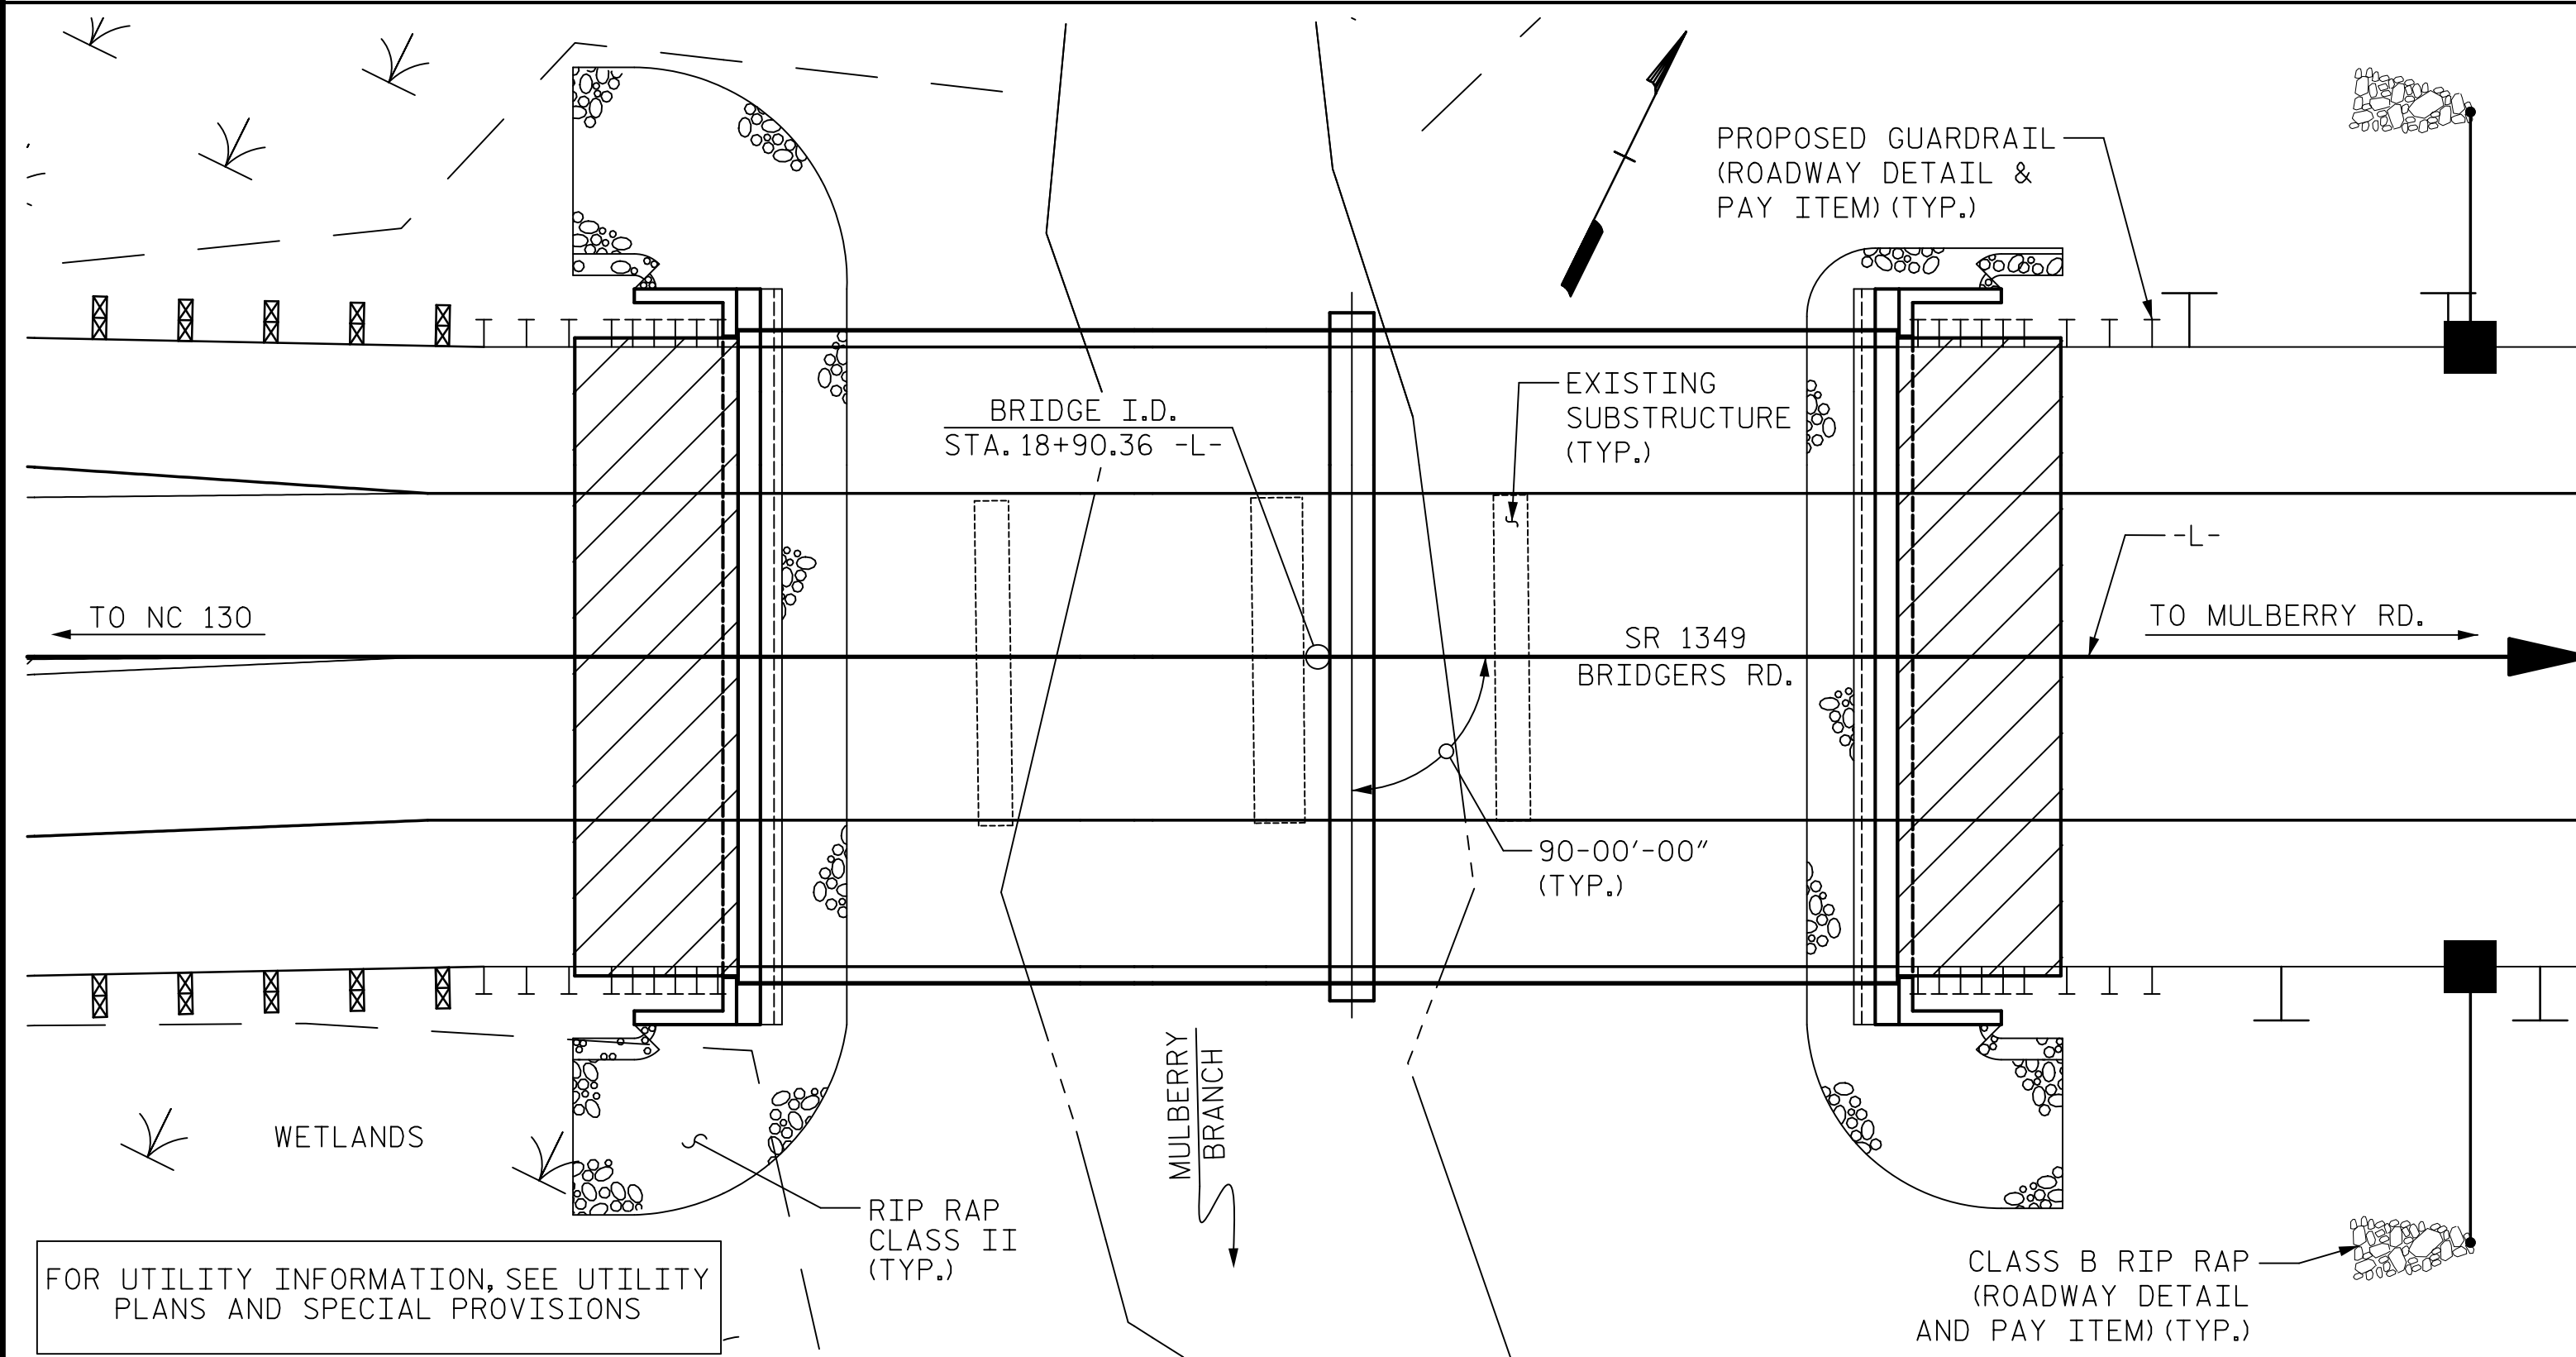 PROPOSED GUARDRAIL
(ROADWAY DETAIL &
PAY ITEM) (TYP.)
BRIDGE I.D.
STA. 18+90.36 -L-
EXISTING
SUBSTRUCTURE
(TYP.)
-L-
TO NC 130
TO MULBERRY RD.
SR 1349
BRIDGERS RD.
90-00'-00"
(TYP.)
MULBERRY
BRANCH
WETLANDS
RIP RAP
CLASS II
(TYP.)
CLASS B RIP RAP
(ROADWAY DETAIL
AND PAY ITEM) (TYP.)
FOR UTILITY INFORMATION, SEE UTILITY
PLANS AND SPECIAL PROVISIONS